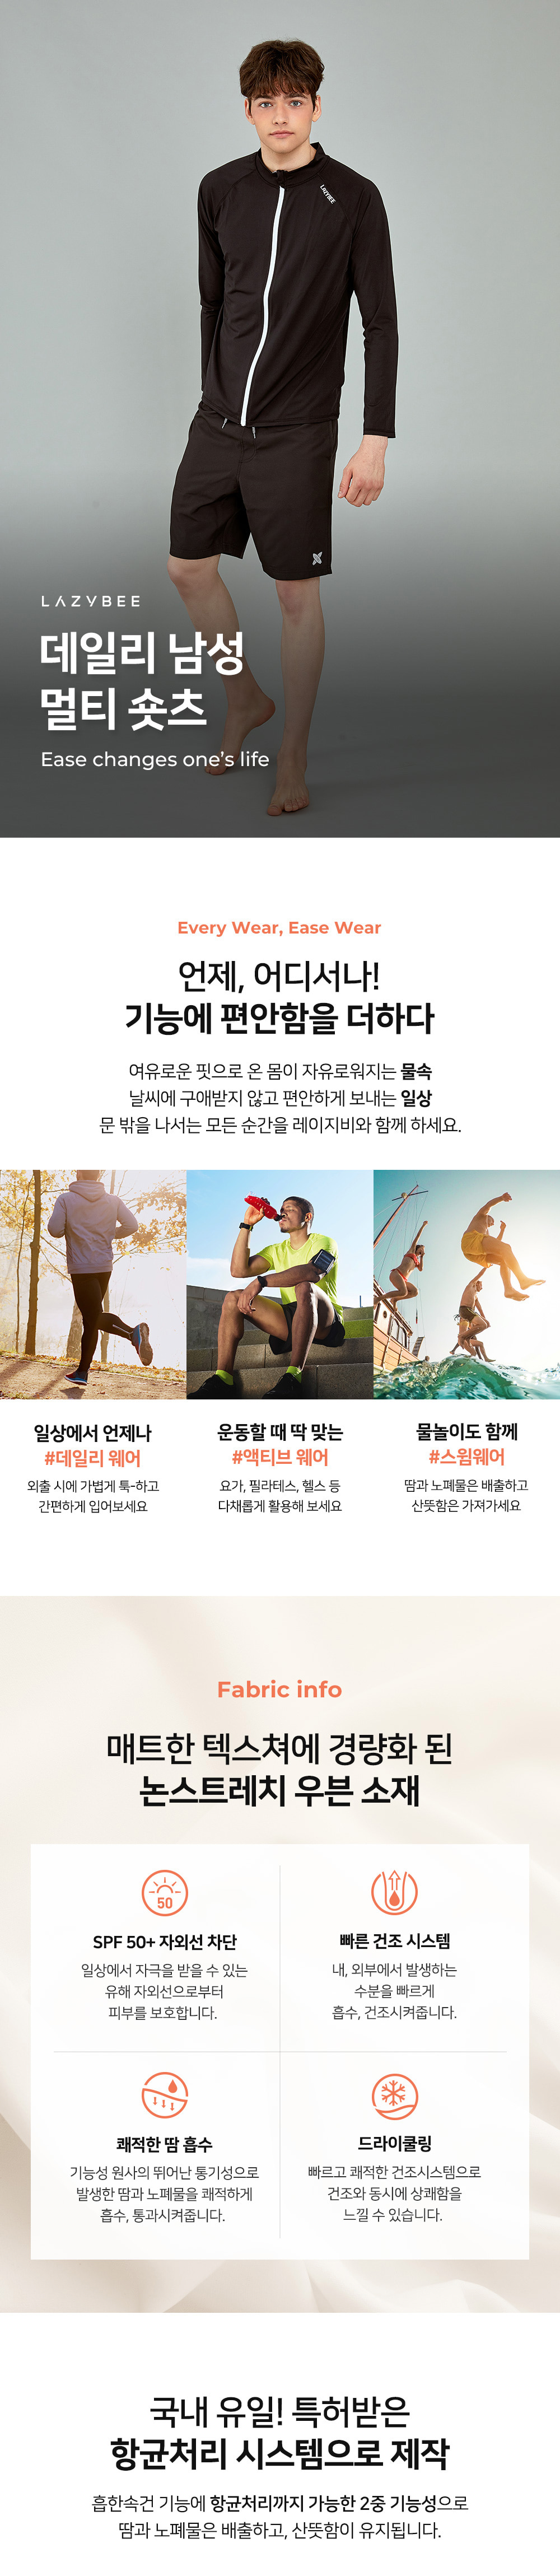 LAZYBEE
LAZYBEE
데일리 남성
멀티 숏츠
Ease changes one's life
Every Wear, Ease Wear
언제, 어디서나!
기능에 편안함을 더하다
여유로운 핏으로 온 몸이 자유로워지는 물속
날씨에 구애받지 않고 편안하게 보내는 일상
문 밖을 나서는 모든 순간을 레이지비와 함께 하세요.
일상에서 언제나
#데일리 웨어
외출 시에 가볍게 툭-하고
간편하게 입어보세요
운동할 때 딱 맞는
#액티브 웨어
요가, 필라테스, 헬스 등
다채롭게 활용해 보세요
물놀이도 함께
#스윔웨어
땀과 노폐물은 배출하고
산뜻함은 가져가세요
Fabric info
매트한 텍스쳐에 경량화 된
논스트레치 우븐 소재
50
SPF 50+ 자외선 차단
일상에서 자극을 받을 수 있는
유해 자외선으로부터
피부를 보호합니다.
빠른 건조 시스템
내, 외부에서 발생하는
수분을 빠르게
흡수, 건조시켜줍니다.
쾌적한 땀 흡수
기능성 원사의 뛰어난 통기성으로
발생한 땀과 노폐물을 쾌적하게
흡수, 통과시켜줍니다.
드라이쿨링
빠르고 쾌적한 건조시스템으로
건조와 동시에 상쾌함을
느낄 수 있습니다.
국내 유일! 특허받은
항균처리 시스템으로 제작
흡한속건 기능에 항균처리까지 가능한 2중 기능성으로
땀과 노폐물은 배출하고, 산뜻함이 유지됩니다.